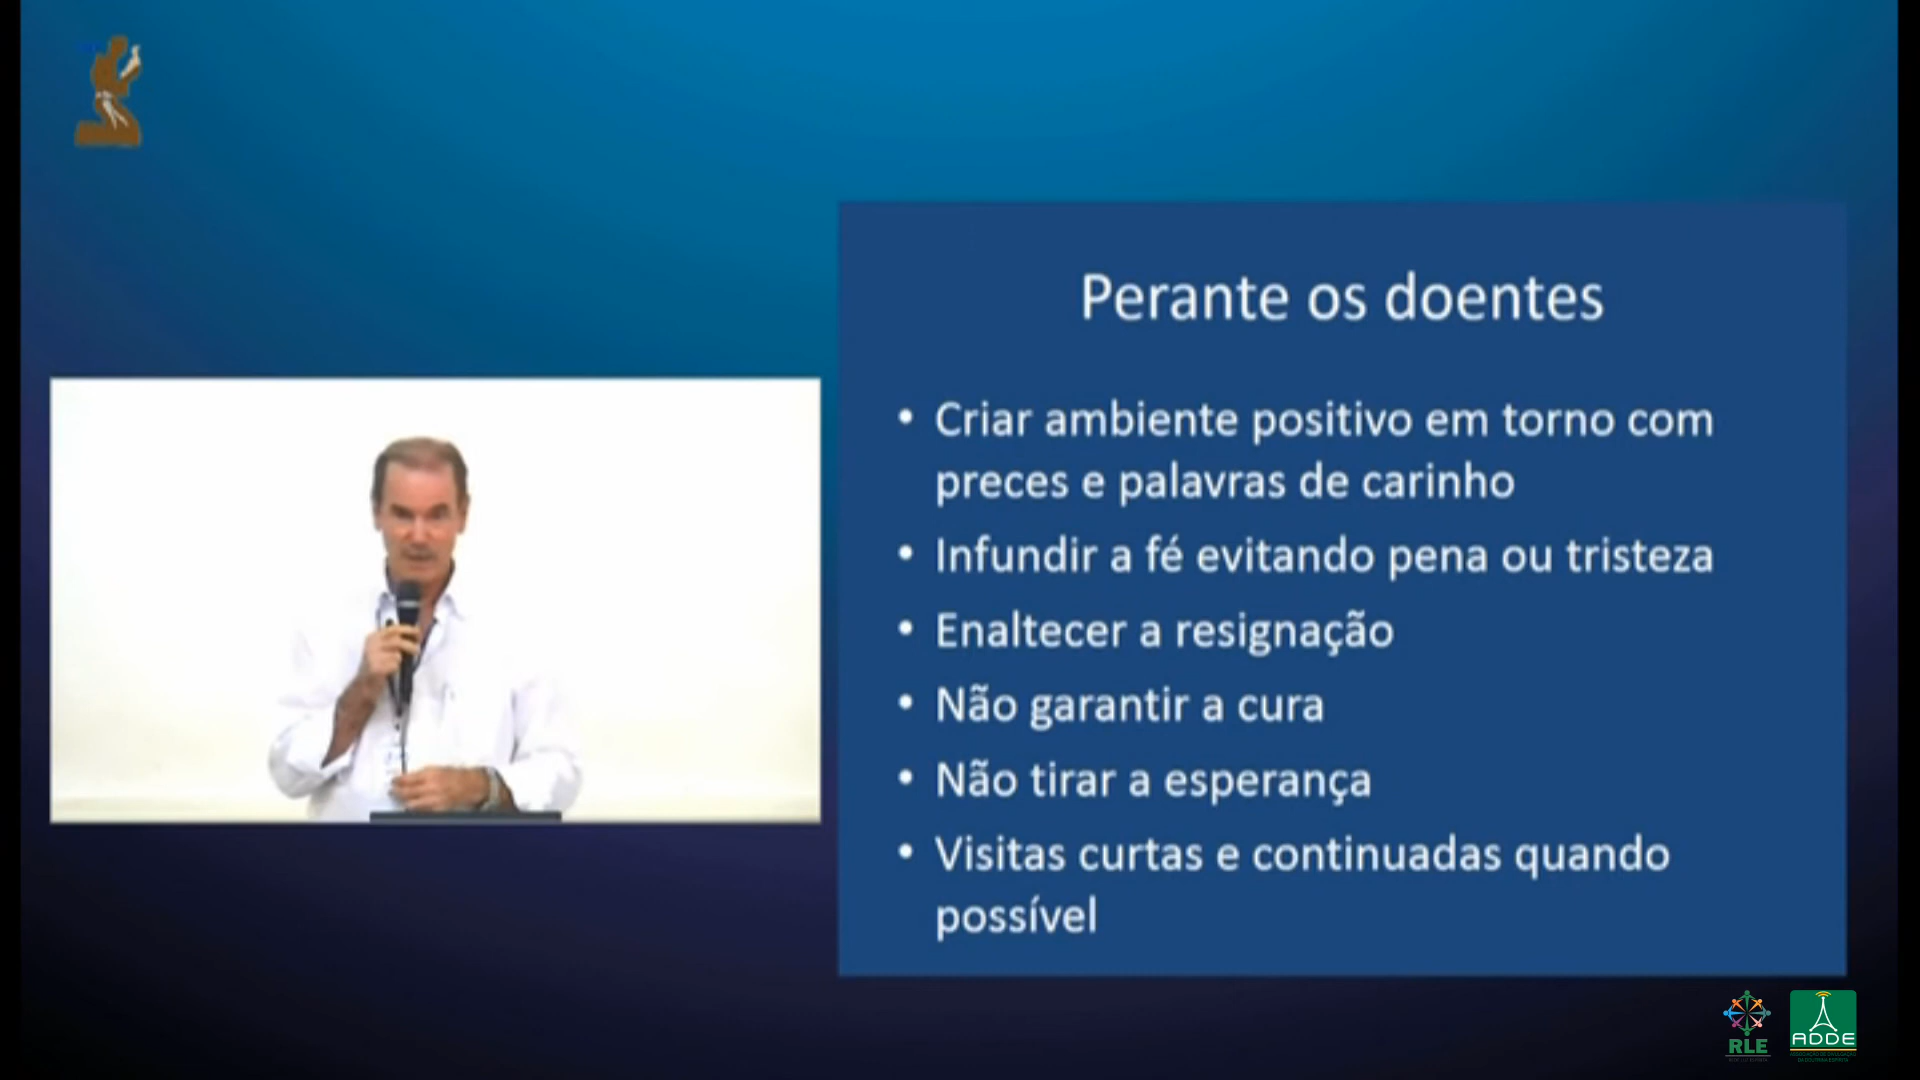 Perante os doentes
• Criar ambiente positivo em torno com
preces e palavras de carinho
• Infundir a fé evitando pena ou tristeza
• Enaltecer a resignação
• Não garantir a cura
• Não tirar a esperança
• Visitas curtas e continuadas quando
possível
RLE
ADDE